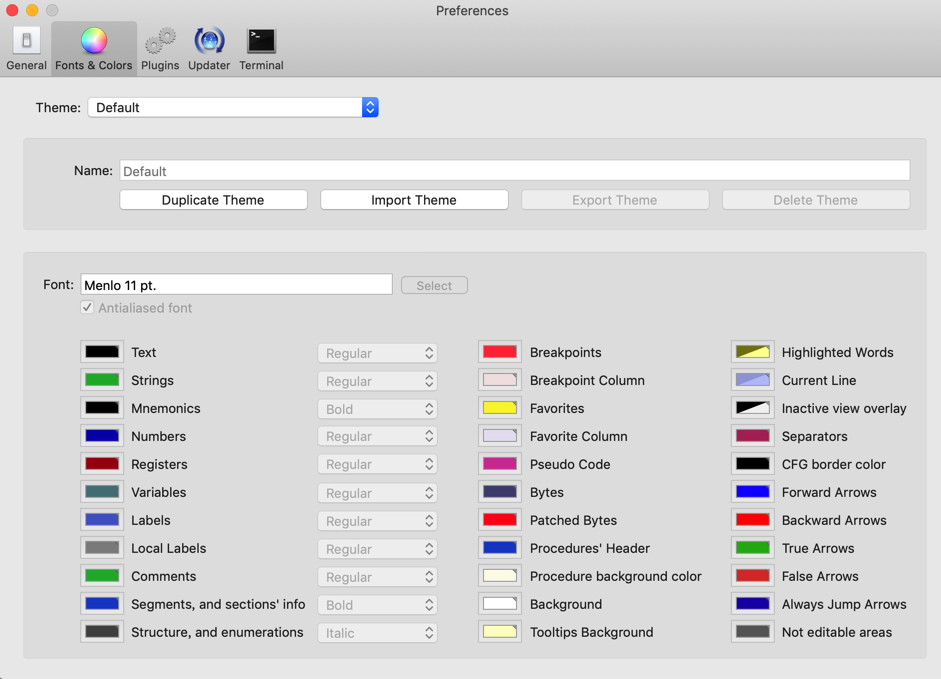 Preferences
General
Fonts & Colors
Plugins
Updater
>_
Terminal
Theme: Default
Name: Default
Duplicate Theme
Import Theme
Export Theme
Delete Theme
Font: Menlo 11 pt.
Select
Antialiased font
Text Regular
Strings Regular
Mnemonics Bold
Numbers Regular
Registers Regular
Variables Regular
Labels Regular
Local Labels Regular
Comments Regular
Segments, and sections' info Bold
Structure, and enumerations Italic
Breakpoints
Breakpoint Column
Favorites
Favorite Column
Pseudo Code
Bytes
Patched Bytes
Procedures' Header
Procedure background color
Background
Tooltips Background
Highlighted Words
Current Line
Inactive view overlay
Separators
CFG border color
Forward Arrows
Backward Arrows
True Arrows
False Arrows
Always Jump Arrows
Not editable areas